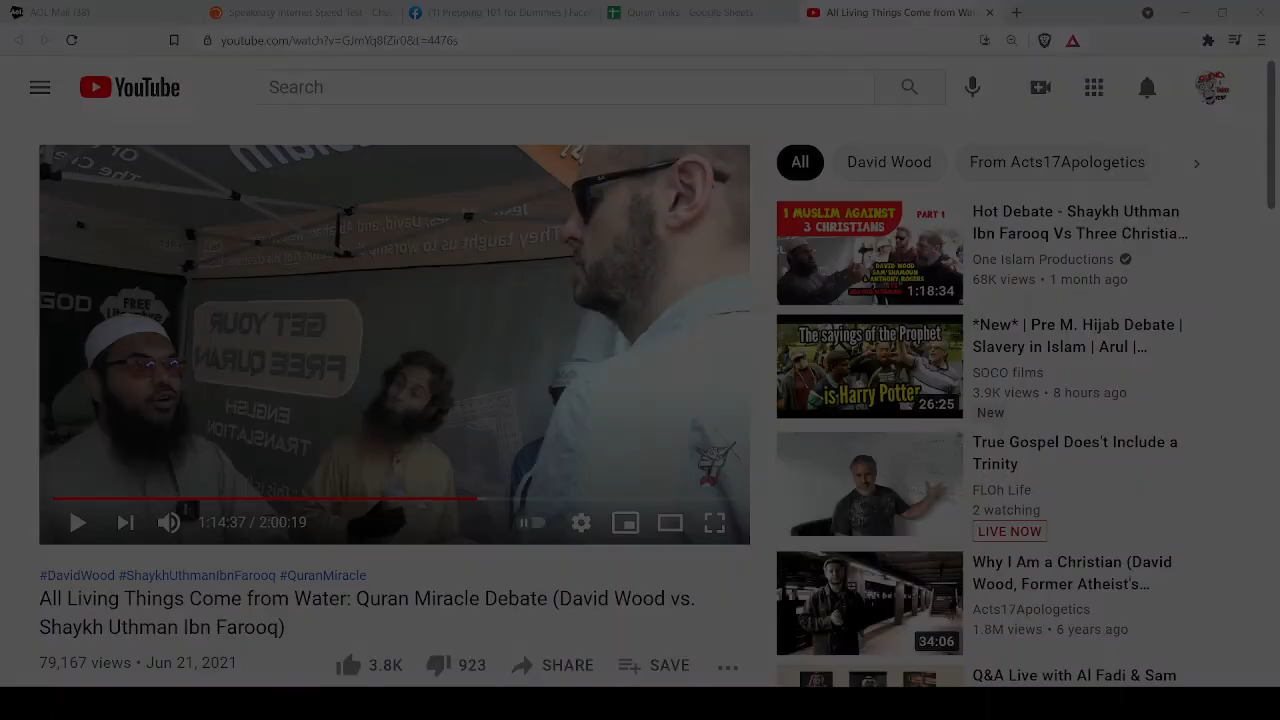 AOL Mail (38)
Speakeasy Internet Speed Test - Che
(1) Prepping 101 for Dummies | Face
Quran Links - Google Sheets
All Living Things Come from Wate
youtube.com/watch?v=GJmYq8fZir0&t=4476s
YouTube
Search
All
David Wood
From Acts17Apologetics
They taught us to worship
GOD
FREE
GET YOUR
FREE QURAN
ENGLSH
TRANSLATION
1:14:37 / 2:00:19
#DavidWood #ShaykhUthmanIbnFarooq #QuranMiracle
All Living Things Come from Water: Quran Miracle Debate (David Wood vs.
Shaykh Uthman Ibn Farooq)
79,167 views • Jun 21, 2021
3.8K
923
SHARE
SAVE
1 MUSLIM AGAINST
3 CHRISTIANS
PART 1
DAVID WOOD
SAM SHAMOUN
& ANTHONY ROGERS
1:18:34
Hot Debate - Shaykh Uthman
Ibn Farooq Vs Three Christia...
One Islam Productions
68K views • 1 month ago
The sayings of the Prophet
is Harry Potter
26:25
*New* | Pre M. Hijab Debate |
Slavery in Islam | Arul |...
SOCO films
3.9K views • 8 hours ago
New
True Gospel Does't Include a
Trinity
FLOh Life
2 watching
LIVE NOW
34:06
Why I Am a Christian (David
Wood, Former Atheist's...
Acts17Apologetics
1.8M views • 6 years ago
Q&A Live with Al Fadi & Sam